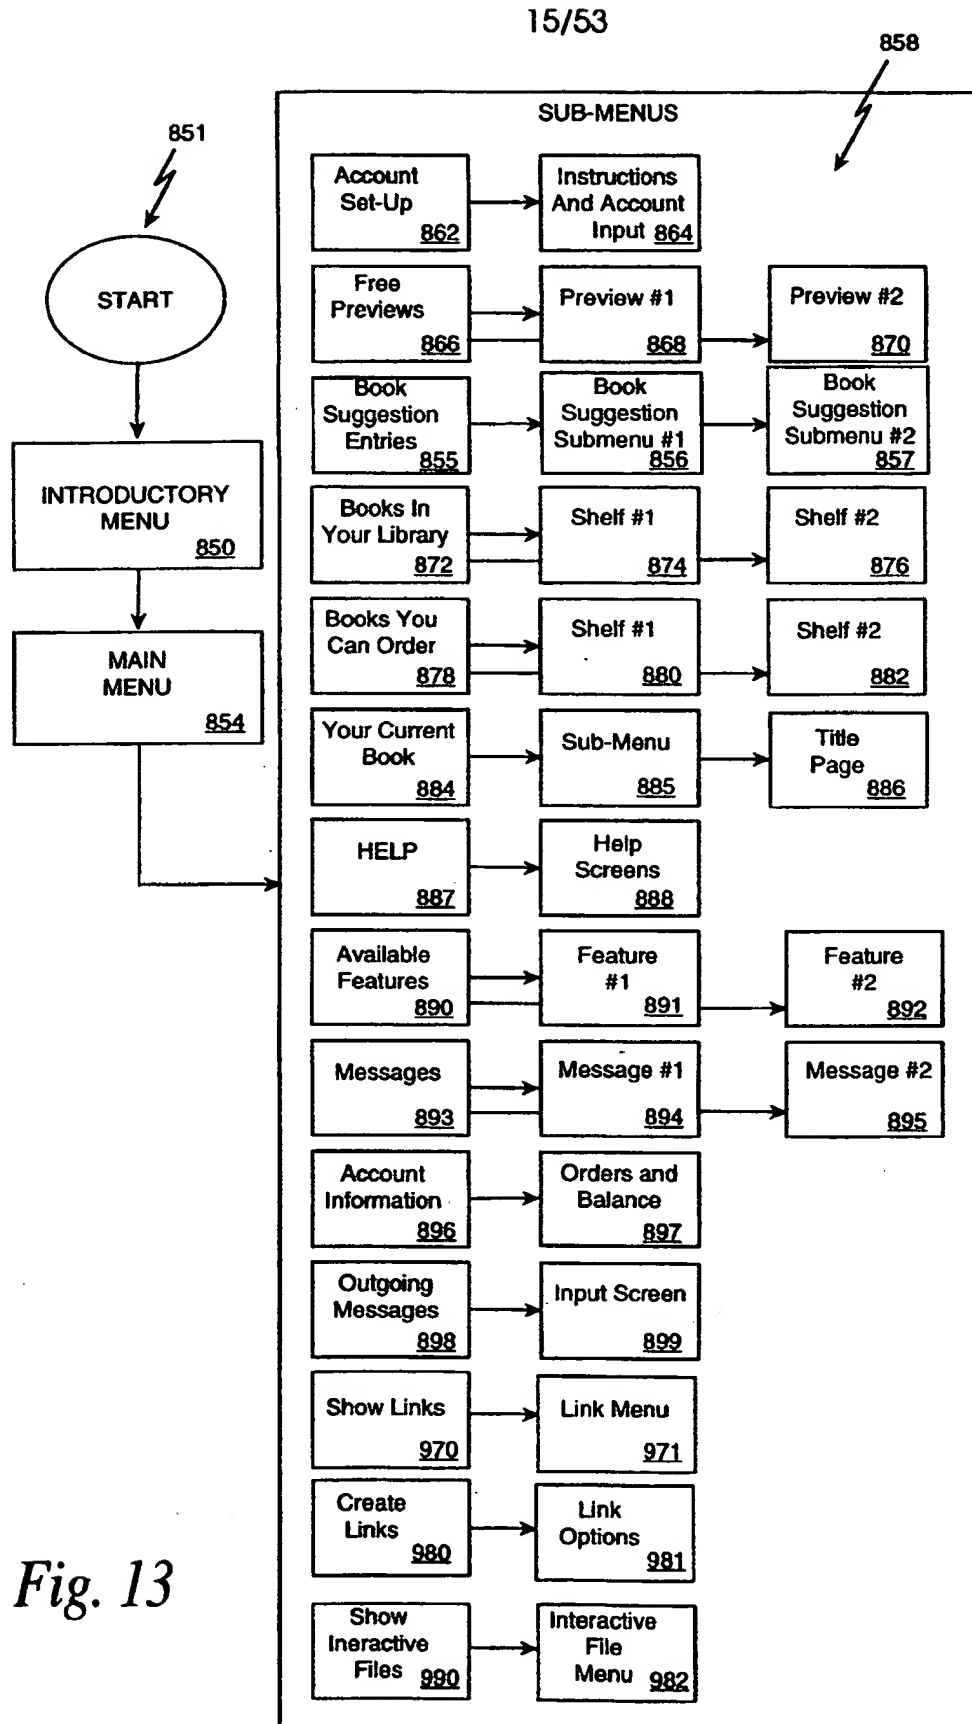 15/53
858
851
SUB-MENUS
START
INTRODUCTORY
MENU
850
MAIN
MENU
854
Account
Set-Up
862
Instructions
And Account
Input 864
Free
Previews
866
Preview #1
868
Preview #2
870
Book
Suggestion
Entries
855
Book
Suggestion
Submenu #1
856
Book
Suggestion
Submenu #2
857
Books In
Your Library
872
Shelf #1
874
Shelf #2
876
Books You
Can Order
878
Shelf #1
880
Shelf #2
882
Your Current
Book
884
Sub-Menu
885
Title
Page
886
HELP
887
Help
Screens
888
Available
Features
890
Feature
#1
891
Feature
#2
892
Messages
893
Message #1
894
Message #2
895
Account
Information
896
Orders and
Balance
897
Outgoing
Messages
898
Input Screen
899
Show Links
970
Link Menu
971
Create
Links
980
Link
Options
981
Show
Ineractive
Files 990
Interactive
File
Menu 982
Fig. 13